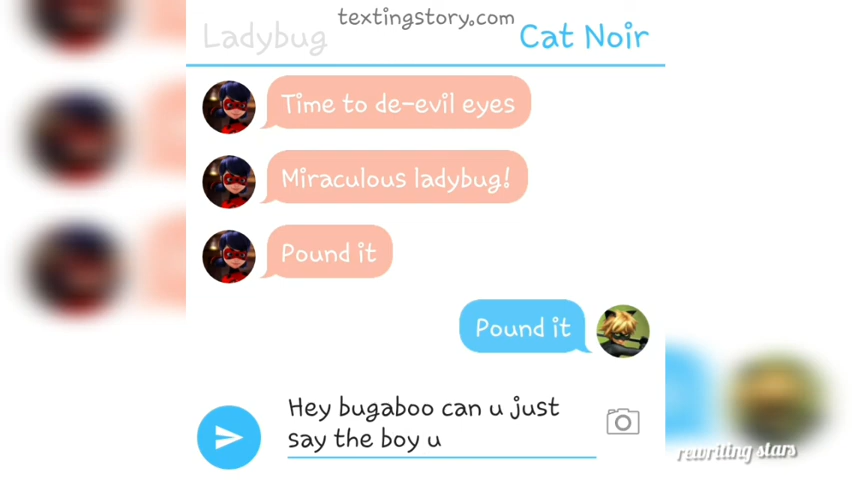 textingstory.com
Ladybug
Cat Noir
Time to de-evil eyes
Miraculous ladybug!
Pound it
Pound it
Hey bugaboo can u just
say the boy u
rewriting stars